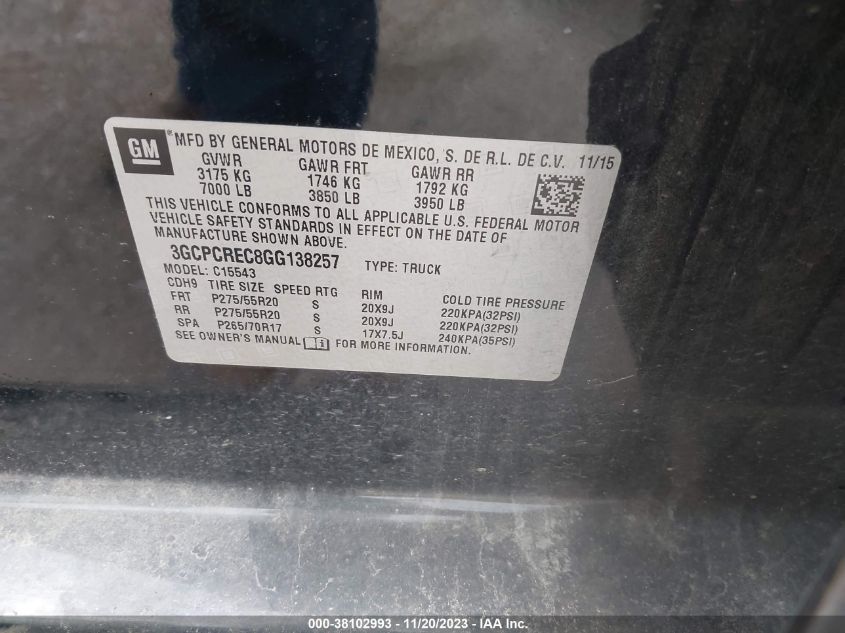 GM ® MFD BY GENERAL MOTORS DE MEXICO, S. DE R.L. DE C.V. 11/15
GVWR GAWR FRT GAWR RR
3175 KG 1746 KG 1792 KG
7000 LB 3850 LB 3950 LB
THIS VEHICLE CONFORMS TO ALL APPLICABLE U.S. FEDERAL MOTOR
VEHICLE SAFETY STANDARDS IN EFFECT ON THE DATE OF
MANUFACTURE SHOWN ABOVE.
3GCPCREC8GG138257 TYPE: TRUCK
MODEL: C15543
CDH9 TIRE SIZE SPEED RTG RIM COLD TIRE PRESSURE
FRT P275/55R20 S 20X9J 220KPA(32PSI)
RR P275/55R20 S 20X9J 220KPA(32PSI)
SPA P265/70R17 S 17X7.5J 240KPA(35PSI)
SEE OWNER'S MANUAL i FOR MORE INFORMATION.
000-38102993 - 11/20/2023 - IAAI.COM